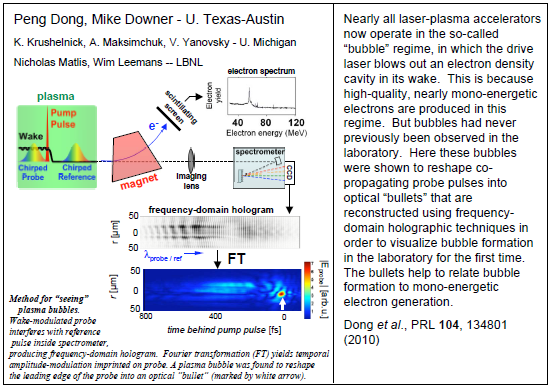 Peng Dong, Mike Downer - U. Texas-Austin
K. Krushelnick, A. Maksimchuk, V. Yanovsky - U. Michigan
Nicholas Matlis, Wim Leemans -- LBNL
plasma
Pump
Pulse
Wake
Chirped
Probe
Chirped
Reference
magnet
e-
scintillating
screen
electron spectrum
Electron
yield
0 40 80 120
Electron energy (MeV)
imaging
lens
spectrometer
CCD
frequency-domain hologram
r [μm]
50
0
50
λprobe / ref
FT
r [μm]
50
0
50
800 400 0
time behind pump pulse [fs]
|Eprobe| [arb u.]
Method for “seeing”
plasma bubbles.
Wake-modulated probe
interferes with reference
pulse inside spectrometer,
producing frequency-domain hologram. Fourier transformation (FT) yields temporal
amplitude-modulation imprinted on probe. A plasma bubble was found to reshape
the leading edge of the probe into an optical "bullet" (marked by white arrow).
Nearly all laser-plasma accelerators
now operate in the so-called
“bubble” regime, in which the drive
laser blows out an electron density
cavity in its wake. This is because
high-quality, nearly mono-energetic
electrons are produced in this
regime. But bubbles had never
previously been observed in the
laboratory. Here these bubbles
were shown to reshape co-
propagating probe pulses into
optical “bullets” that are
reconstructed using frequency-
domain holographic techniques in
order to visualize bubble formation
in the laboratory for the first time.
The bullets help to relate bubble
formation to mono-energetic
electron generation.
Dong et al., PRL 104, 134801
(2010)